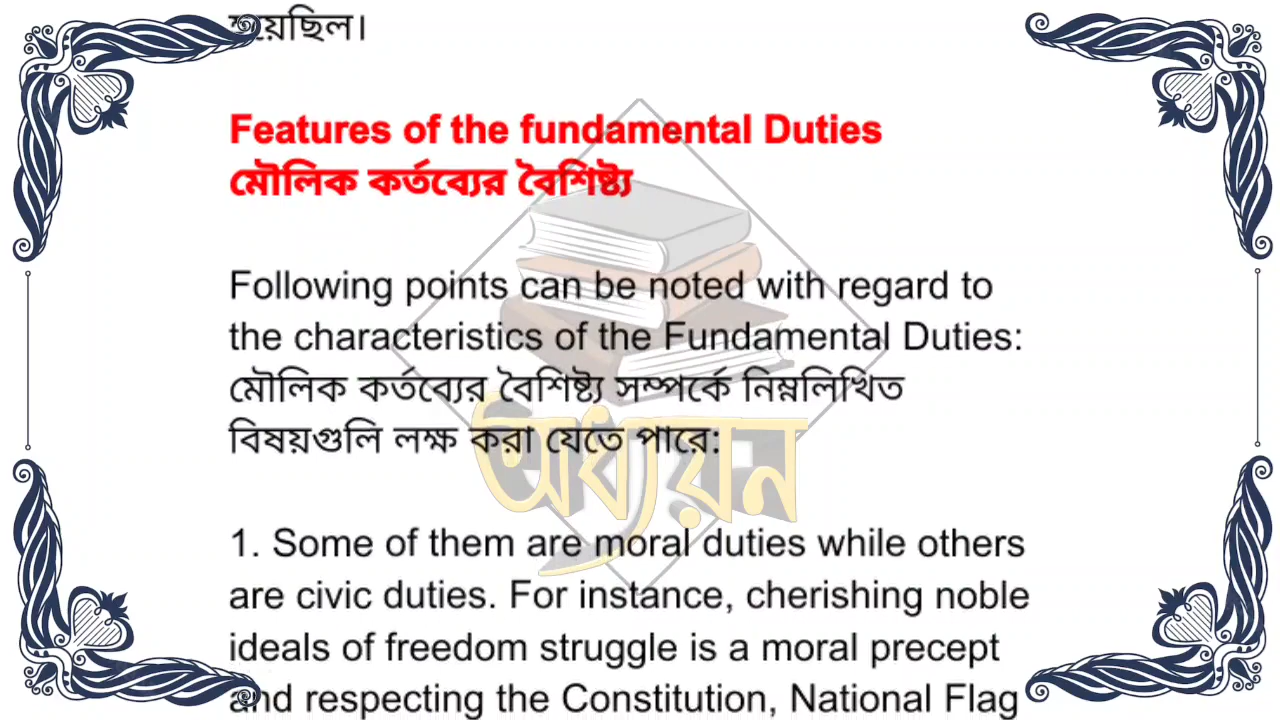 হয়েছিল।
Features of the fundamental Duties
মৌলিক কর্তব্যের বৈশিষ্ট্য
Following points can be noted with regard to
the characteristics of the Fundamental Duties:
মৌলিক কর্তব্যের বৈশিষ্ট্য সম্পর্কে নিম্নলিখিত
বিষয়গুলি লক্ষ করা যেতে পারে:
অধ্যয়ন
1. Some of them are moral duties while others
are civic duties. For instance, cherishing noble
ideals of freedom struggle is a moral precept
and respecting the Constitution, National Flag